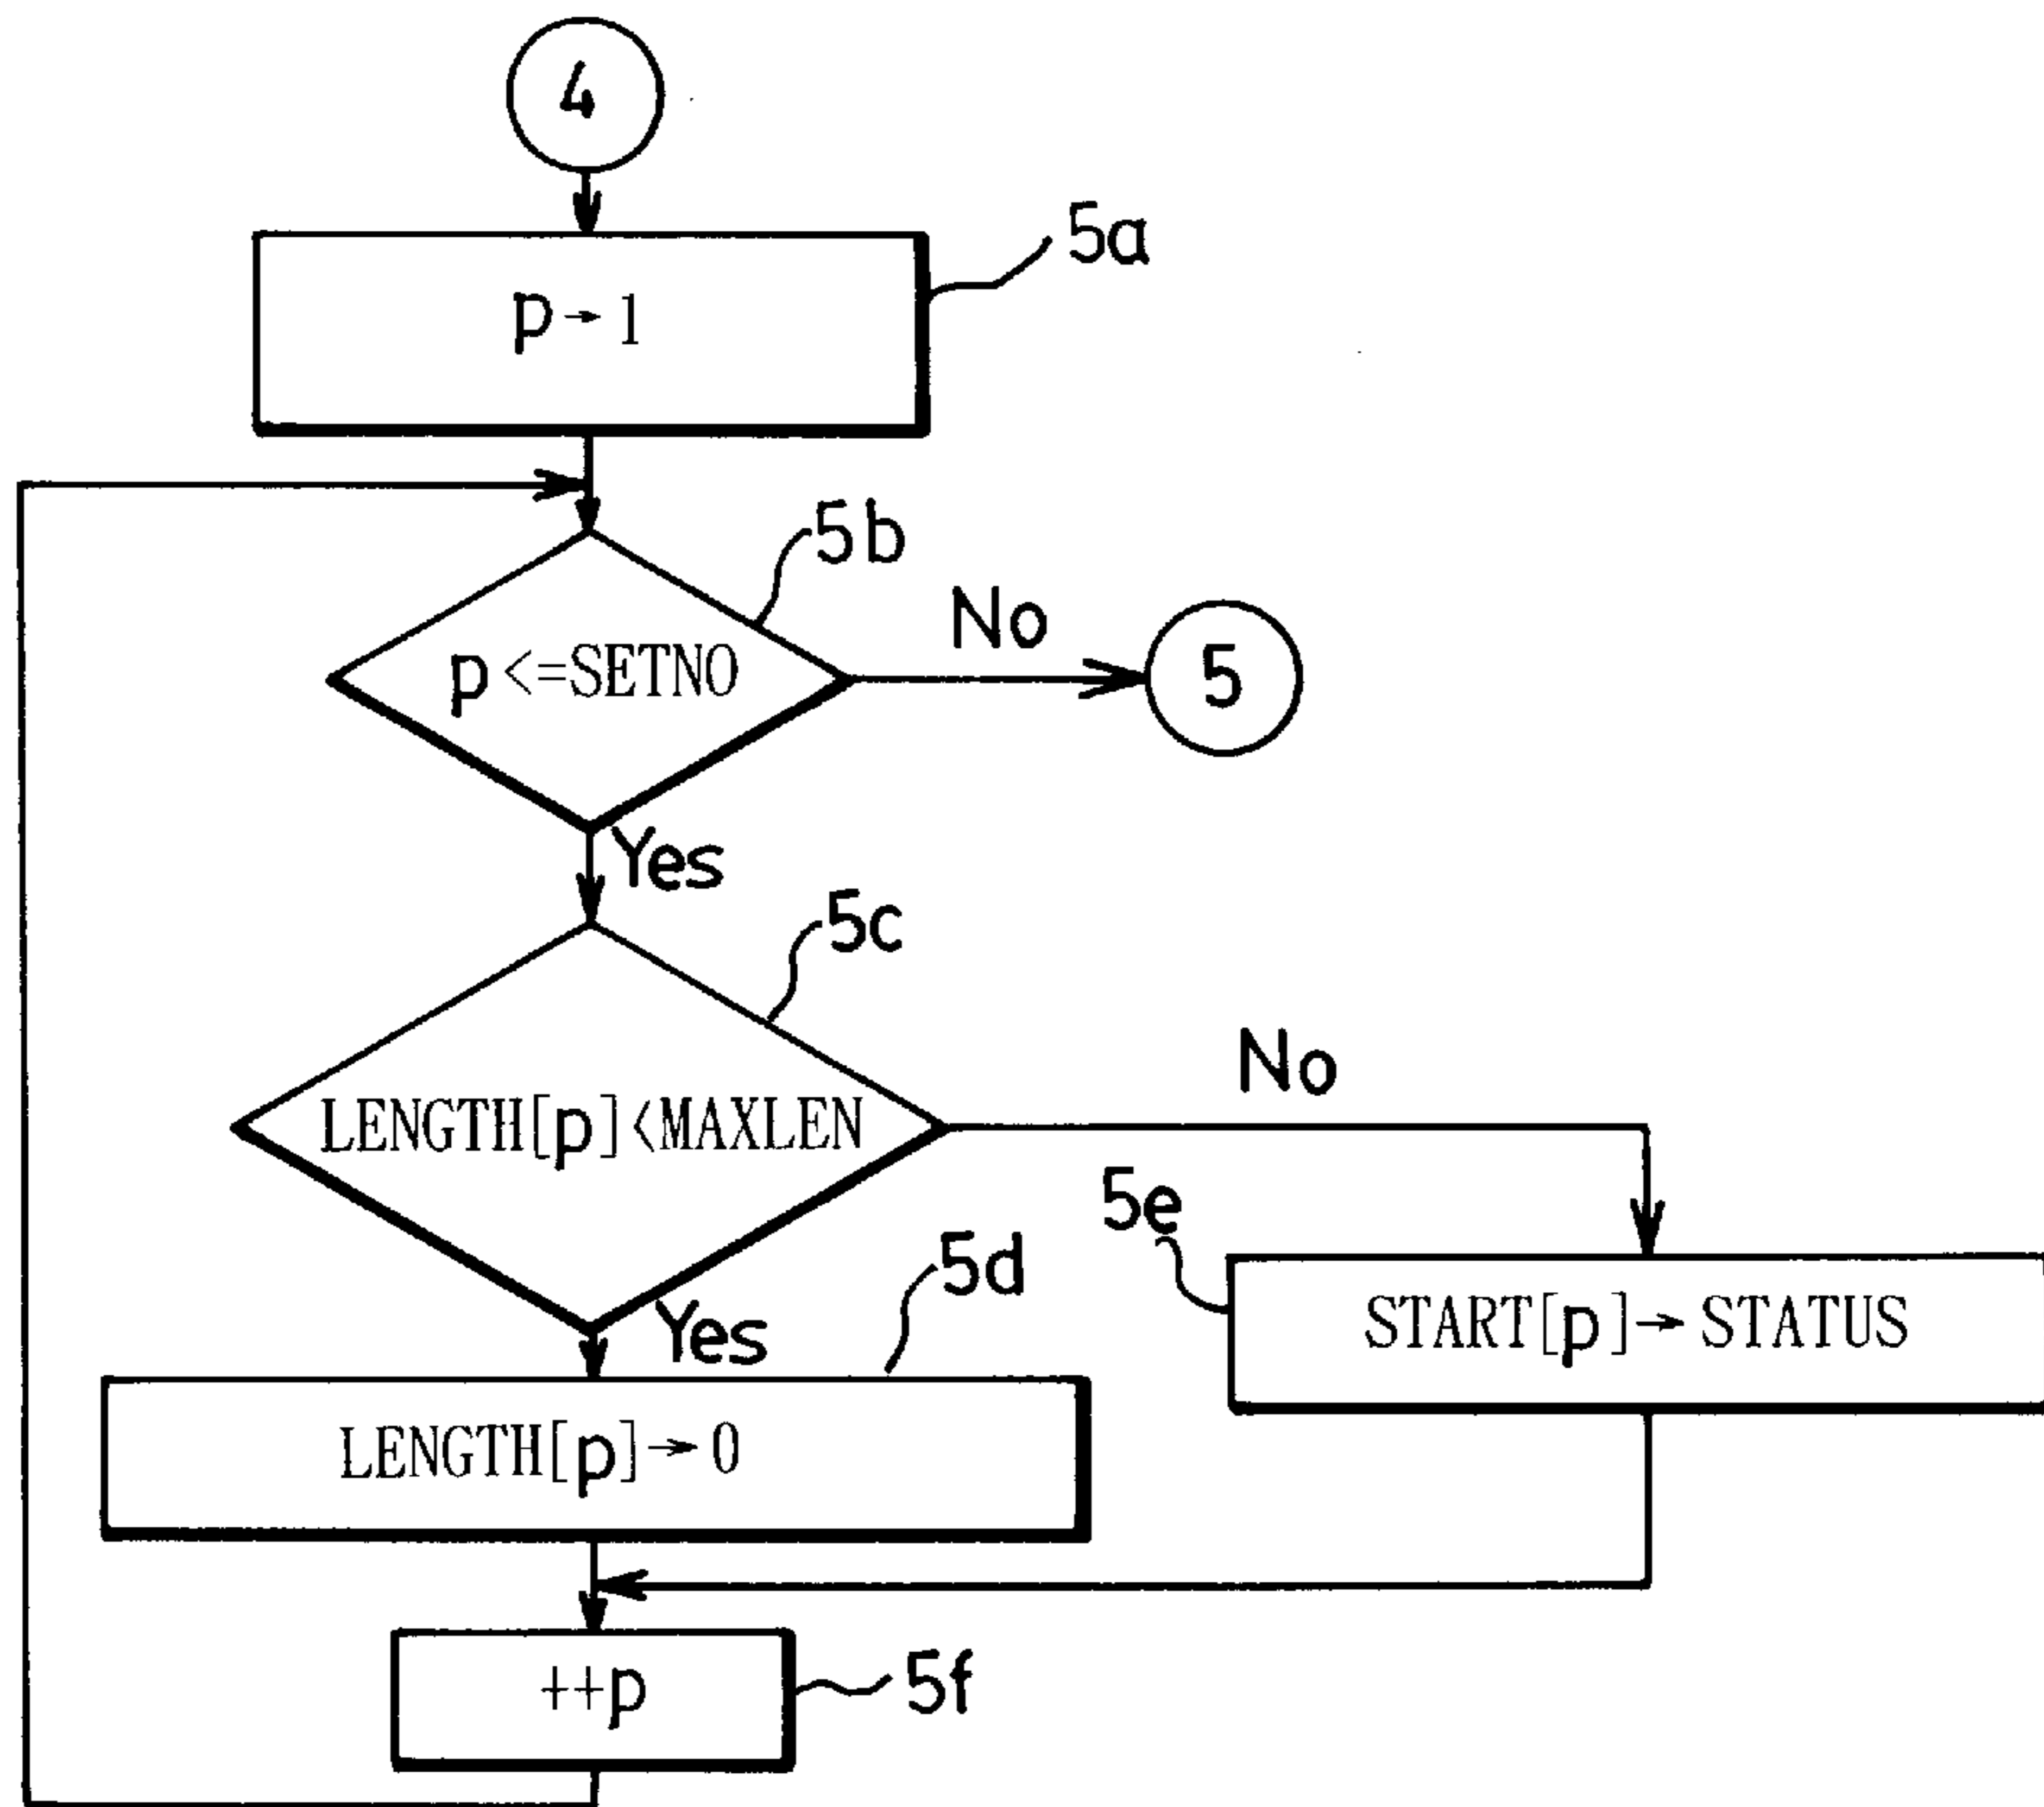 4
5a
p→1
5b
No
p<=SETNO
5
Yes
5c
No
LENGTH[p]<MAXLEN
5e
5d
Yes
START[p]→STATUS
LENGTH[p]→0
++p
5f